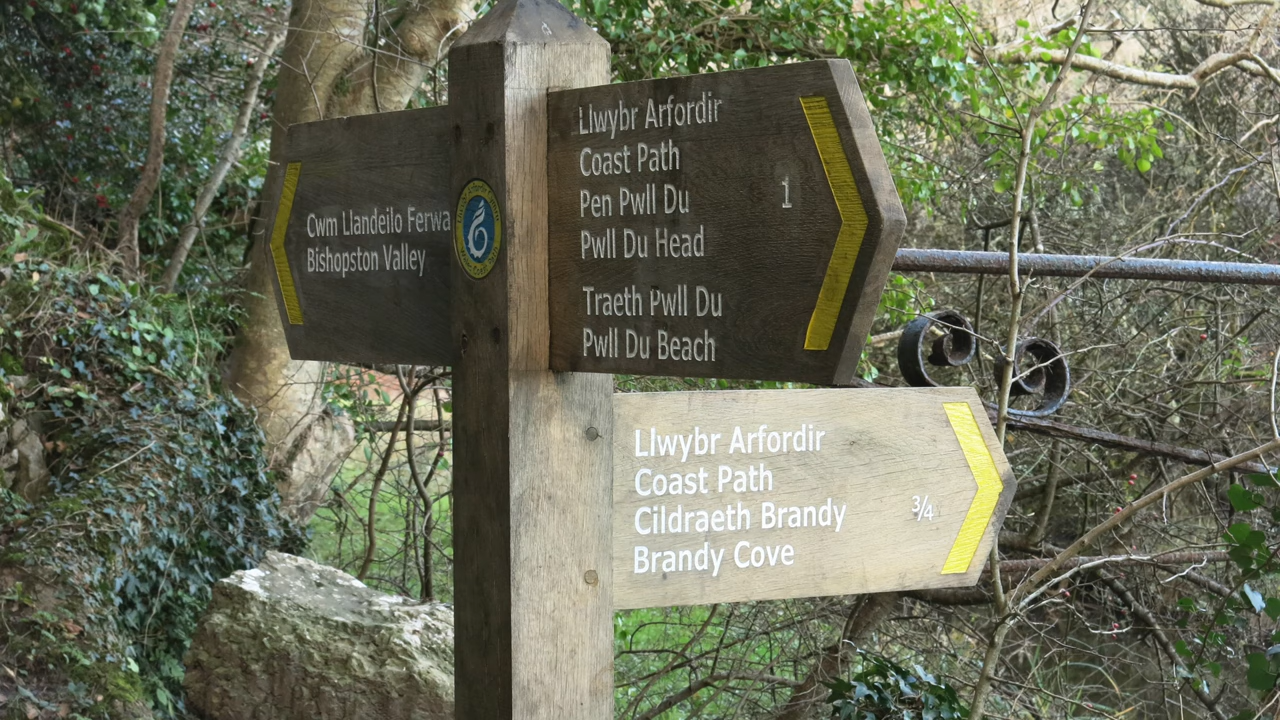 Cwm Llandeilo Ferwa
Bishopston Valley
Llwybr Arfordir
Coast Path
Pen Pwll Du
Pwll Du Head
1
Traeth Pwll Du
Pwll Du Beach
Llwybr Arfordir
Coast Path
Cildraeth Brandy
Brandy Cove
¾